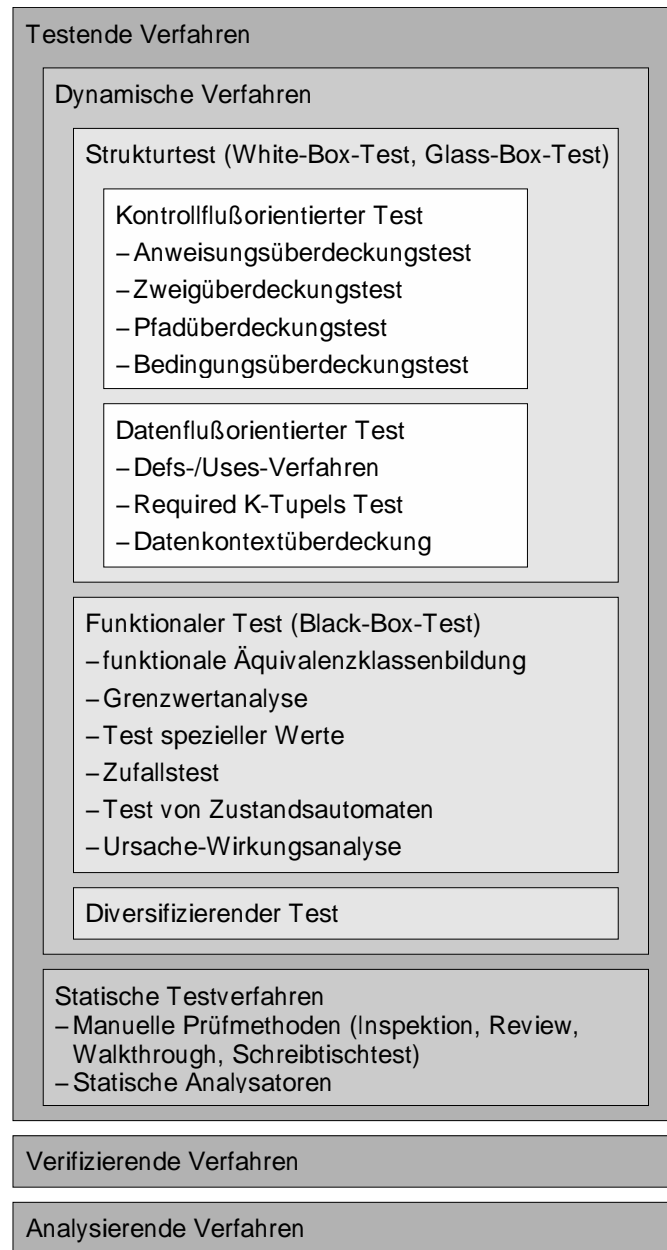 Testende Verfahren
Dynamische Verfahren
Strukturtest (White-Box-Test, Glass-Box-Test)
Kontrollflußorientierter Test
– Anweisungsüberdeckungstest
– Zweigüberdeckungstest
– Pfadüberdeckungstest
– Bedingungsüberdeckungstest
Datenflußorientierter Test
– Defs-/Uses-Verfahren
– Required K-Tupels Test
– Datenkontextüberdeckung
Funktionaler Test (Black-Box-Test)
– funktionale Äquivalenzklassenbildung
– Grenzwertanalyse
– Test spezieller Werte
– Zufallstest
– Test von Zustandsautomaten
– Ursache-Wirkungsanalyse
Diversifizierender Test
Statische Testverfahren
– Manuelle Prüfmethoden (Inspektion, Review,
Walkthrough, Schreibtischtest)
– Statische Analysatoren
Verifizierende Verfahren
Analysierende Verfahren